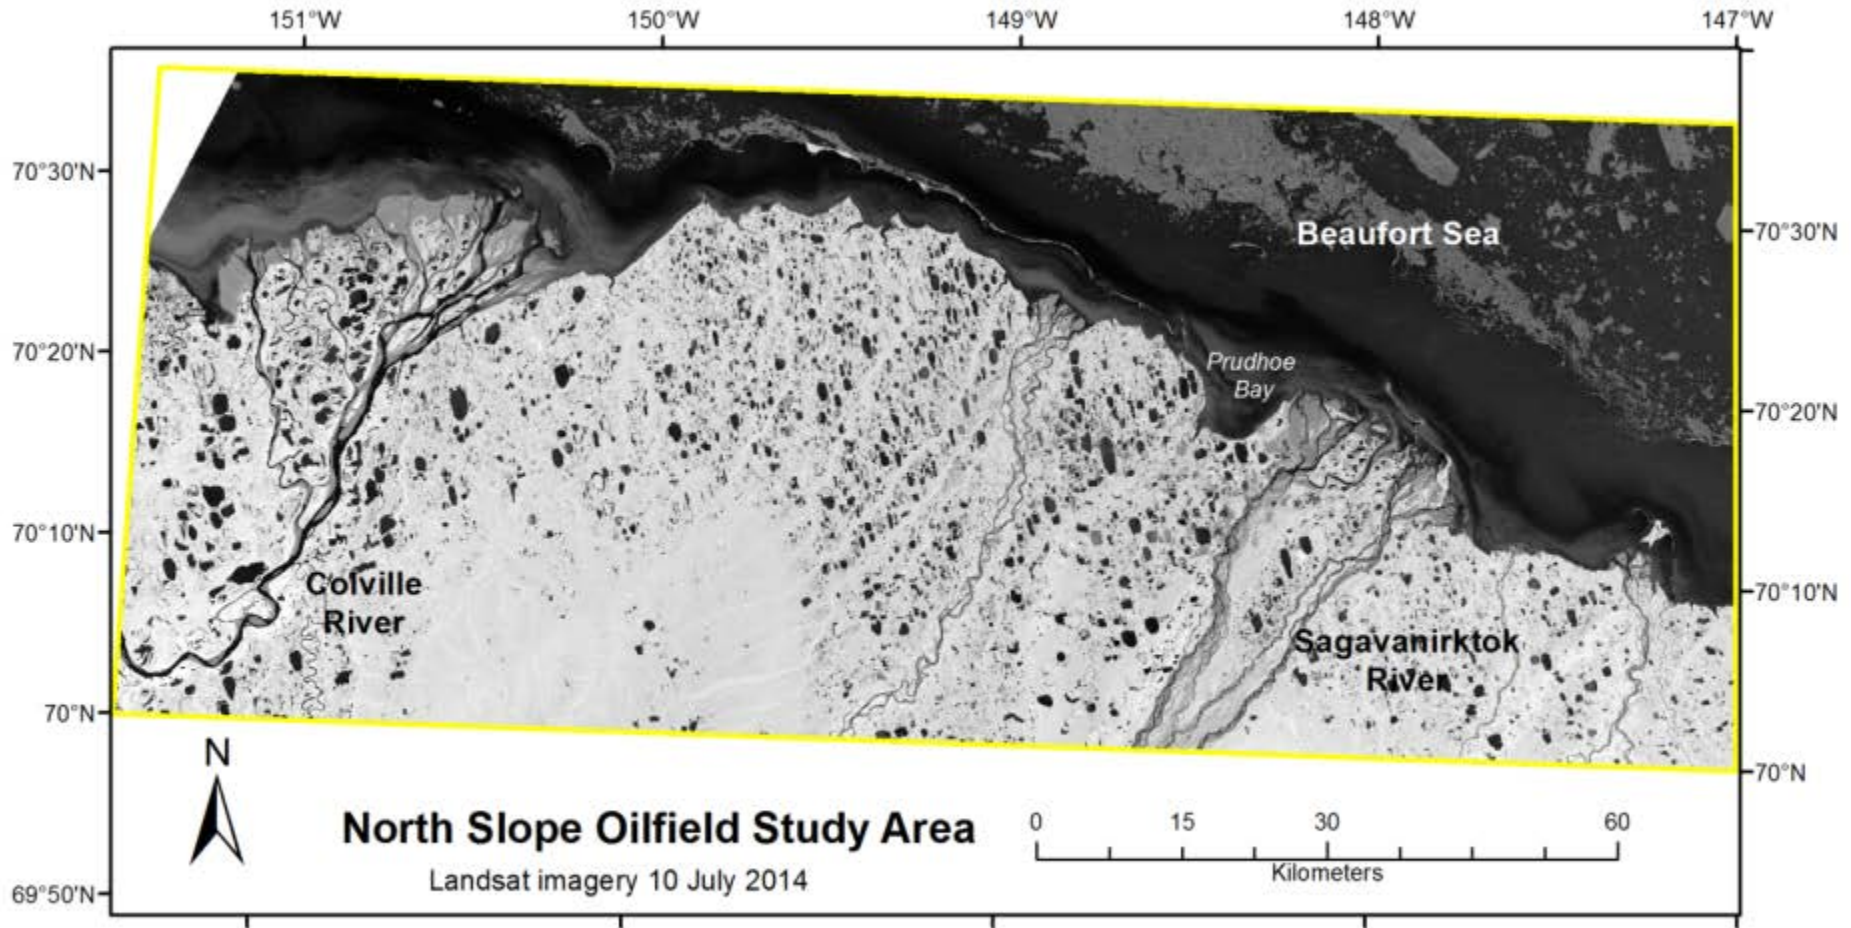 151°W 150°W 149°W 148°W 147°W
70°30'N
70°30'N
Beaufort Sea
70°20'N
Prudhoe
Bay
70°20'N
70°10'N
Colville
River
70°10'N
Sagavanirktok
River
70°N
N
70°N
North Slope Oilfield Study Area
0 15 30 60
Kilometers
Landsat imagery 10 July 2014
69°50'N